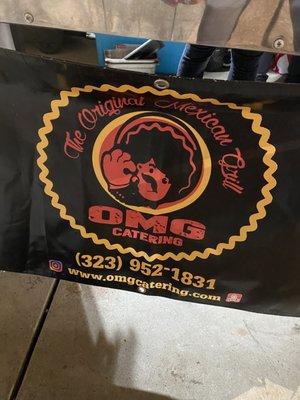 The Original Mexican Grill
OMG
CATERING
(323) 952-1831
www.omgcatering.com